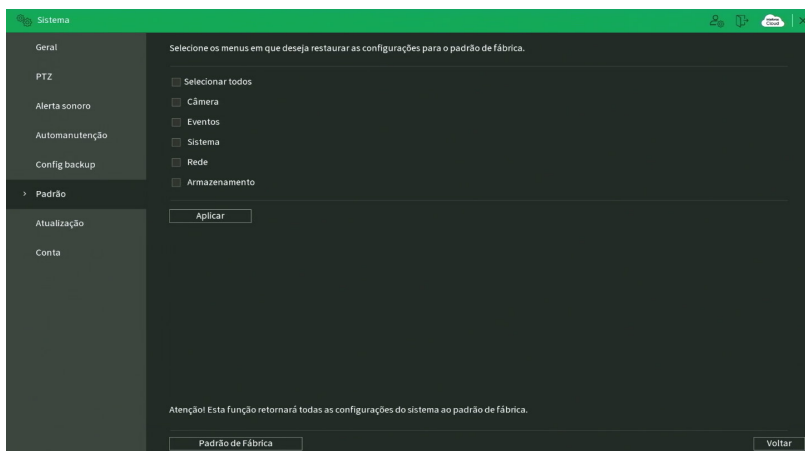 Sistema
Cloud
Geral
Selecione os menus em que deseja restaurar as configurações para o padrão de fábrica.
PTZ
Selecionar todos
Alerta sonoro
Câmera
Eventos
Automanutenção
Sistema
Config backup
Rede
Armazenamento
> Padrão
Aplicar
Atualização
Conta
Atenção! Esta função retornará todas as configurações do sistema ao padrão de fábrica.
Padrão de Fábrica
Voltar